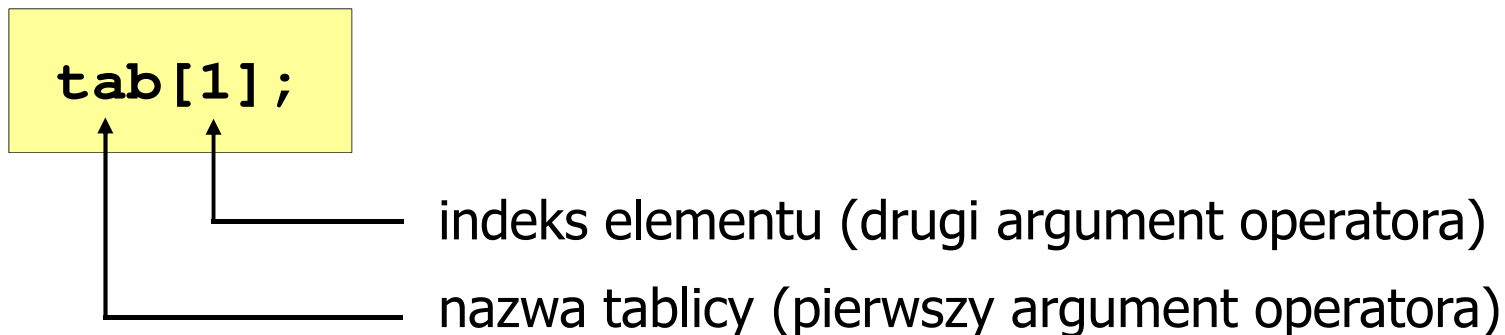 tab[1];
indeks elementu (drugi argument operatora)
nazwa tablicy (pierwszy argument operatora)